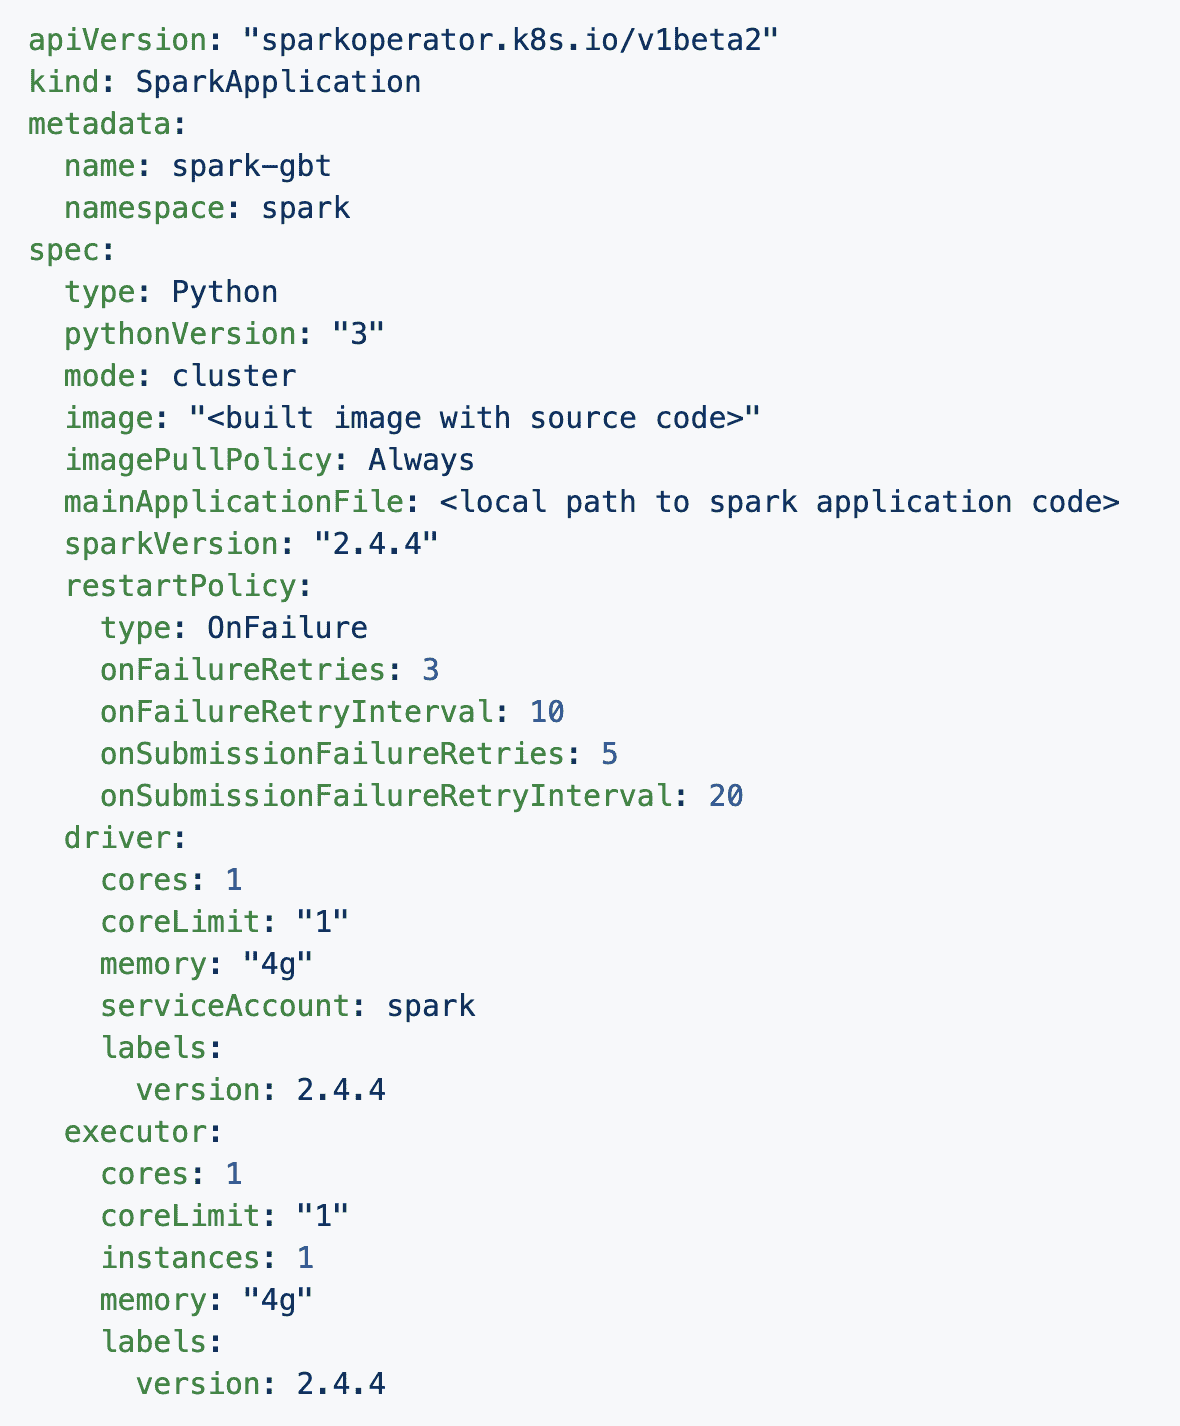 apiVersion: "sparkoperator.k8s.io/v1beta2"
kind: SparkApplication
metadata:
  name: spark-gbt
  namespace: spark
spec:
  type: Python
  pythonVersion: "3"
  mode: cluster
  image: "<built image with source code>"
  imagePullPolicy: Always
  mainApplicationFile: <local path to spark application code>
  sparkVersion: "2.4.4"
  restartPolicy:
    type: OnFailure
    onFailureRetries: 3
    onFailureRetryInterval: 10
    onSubmissionFailureRetries: 5
    onSubmissionFailureRetryInterval: 20
  driver:
    cores: 1
    coreLimit: "1"
    memory: "4g"
    serviceAccount: spark
    labels:
      version: 2.4.4
  executor:
    cores: 1
    coreLimit: "1"
    instances: 1
    memory: "4g"
    labels:
      version: 2.4.4